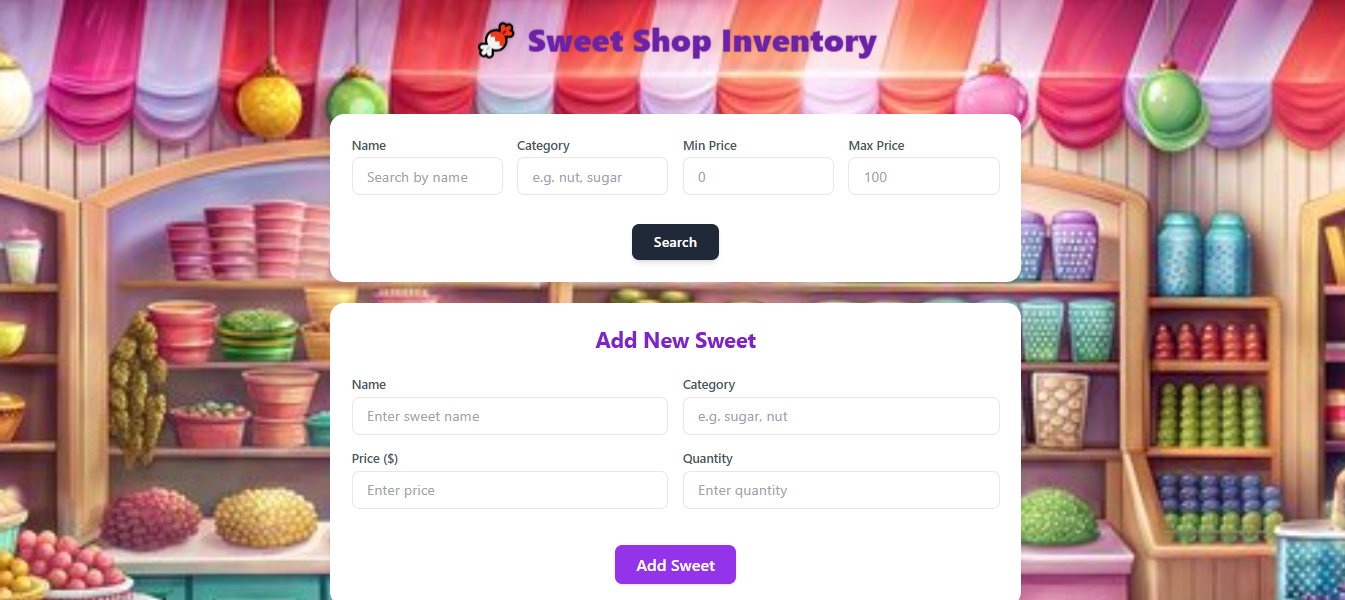 Sweet Shop Inventory
Name Category Min Price Max Price
Search by name e.g. nut, sugar 0 100
Search
Add New Sweet
Name Category
Enter sweet name e.g. sugar, nut
Price ($) Quantity
Enter price Enter quantity
Add Sweet